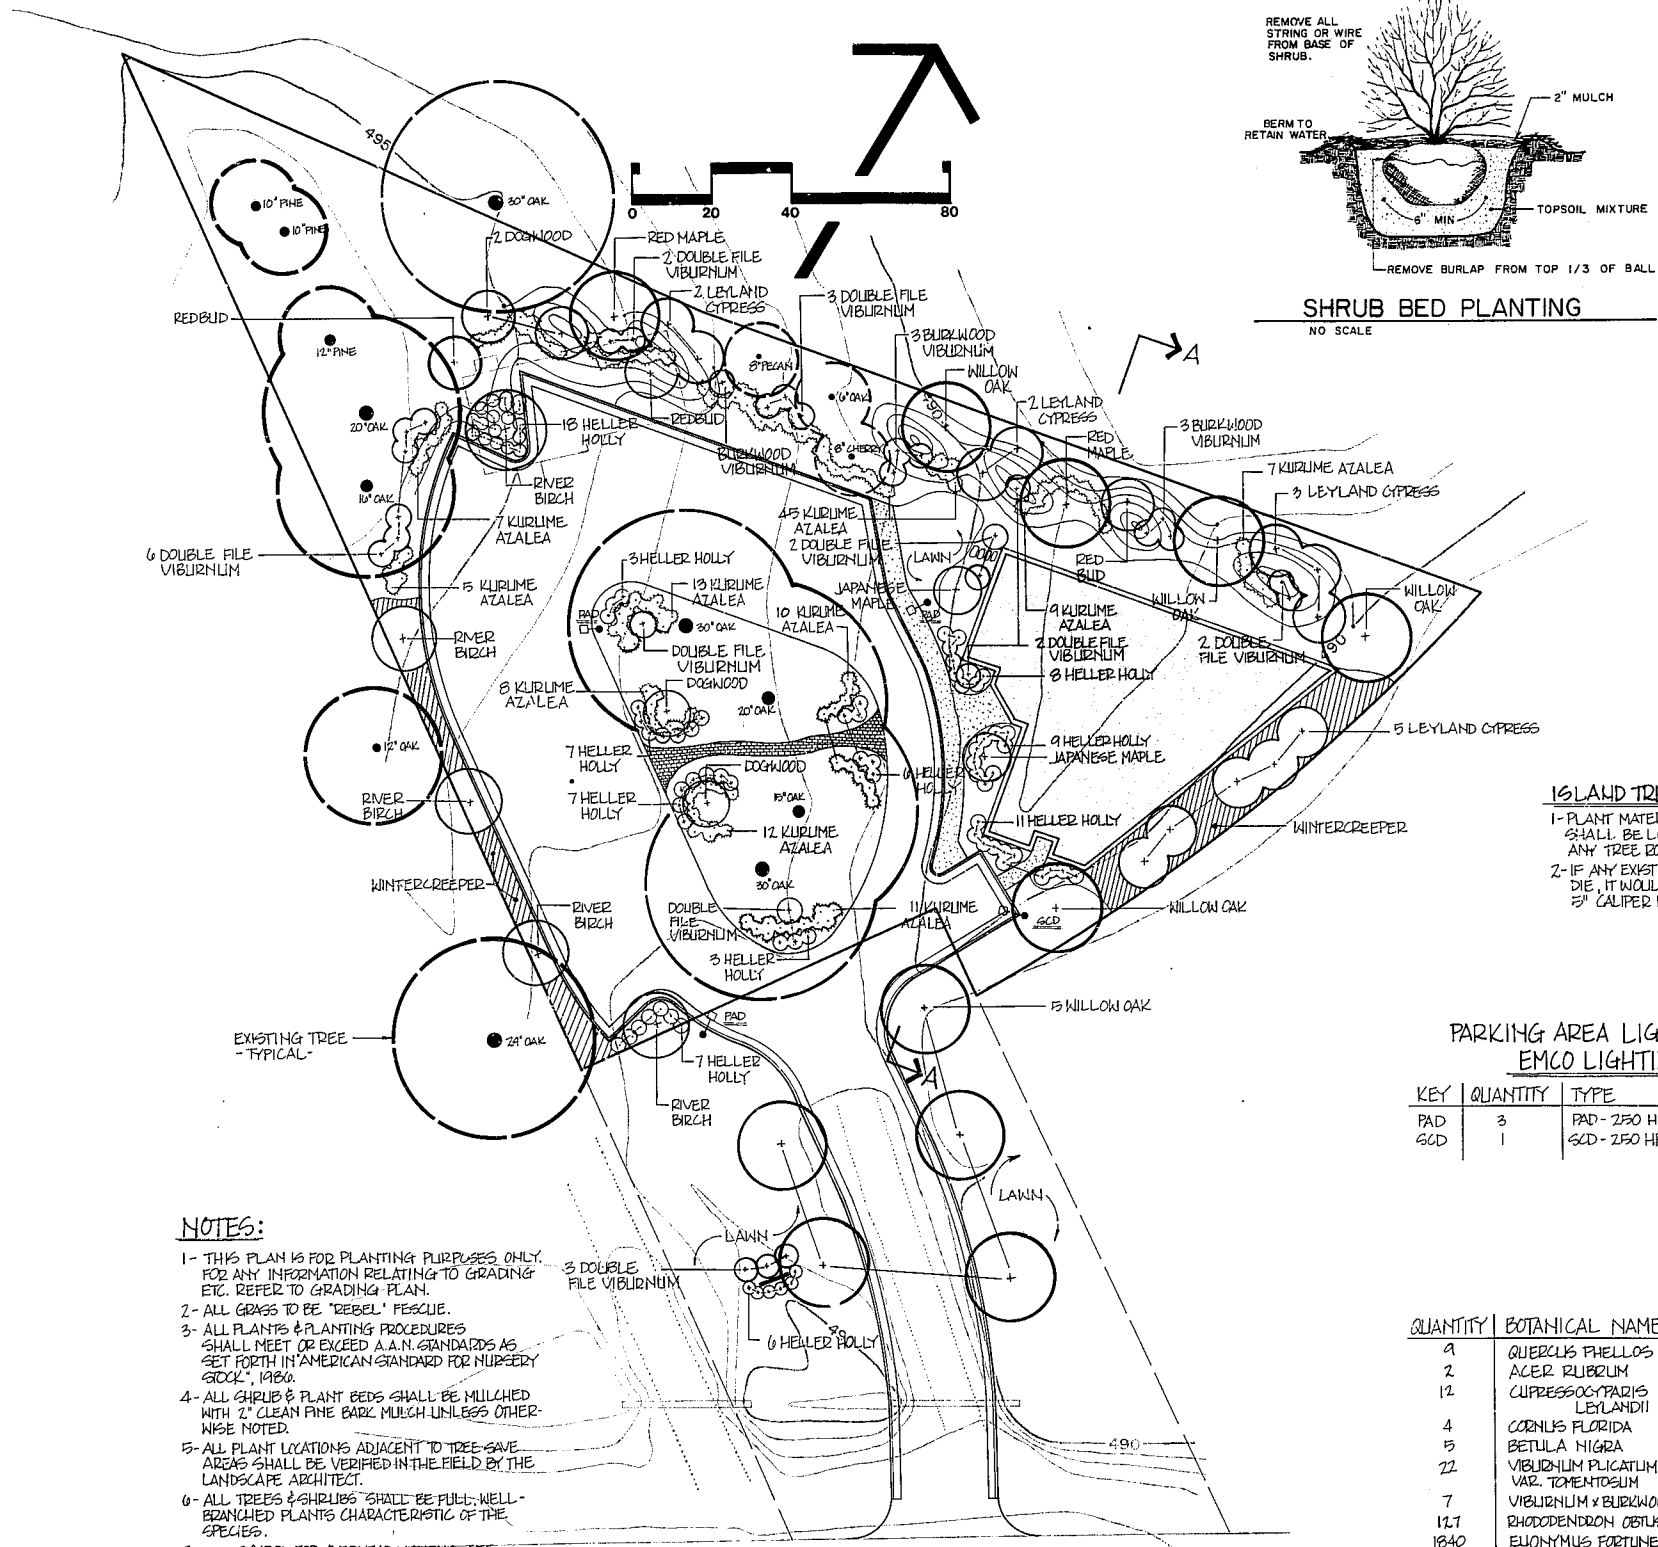 REMOVE ALL
STRING OR WIRE
FROM BASE OF
SHRUB.
2" MULCH
BERM TO
RETAIN WATER
6" MIN
TOPSOIL MIXTURE
REMOVE BURLAP FROM TOP 1/3 OF BALL
SHRUB BED PLANTING
NO SCALE
495
10" PINE
10" PINE
30" OAK
0 20 40 80
2 DOGWOOD
RED MAPLE
2 DOUBLE FILE
VIBURNUM
2 LEYLAND
CYPRESS
3 DOUBLE FILE
VIBURNUM
REDBUD
12" PINE
8" PECAN
3 BURKWOOD
VIBURNUM
WILLOW
OAK
A
20" OAK
18 HELLER
HOLLY
REDBUD
6" OAK
490
2 LEYLAND
CYPRESS
RED
MAPLE
3 BURKWOOD
VIBURNUM
BURKWOOD
VIBURNUM
8" CHERRY
7 KURUME AZALEA
3 LEYLAND CYPRESS
16" OAK
RIVER
BIRCH
7 KURUME
AZALEA
45 KURUME
AZALEA
2 DOUBLE FILE
VIBURNUM
LAWN
6 DOUBLE FILE
VIBURNUM
3 HELLER HOLLY
13 KURUME
AZALEA
RED
BUD
15 KURUME
AZALEA
JAPANESE
MAPLE
WILLOW
OAK
WILLOW
OAK
PAD
30" OAK
10 KURUME
AZALEA
PAD
9 KURUME
AZALEA
RIVER
BIRCH
DOUBLE FILE
VIBURNUM
2 DOUBLE FILE
VIBURNUM
2 DOUBLE
FILE VIBURNUM
490
8 KURUME
AZALEA
DOGWOOD
8 HELLER HOLLY
20" OAK
12" OAK
7 HELLER
HOLLY
9 HELLER HOLLY
JAPANESE MAPLE
5 LEYLAND CYPRESS
DOGWOOD
6 HELLER
HOLLY
RIVER
BIRCH
7 HELLER
HOLLY
15" OAK
12 KURUME
AZALEA
11 HELLER HOLLY
WINTERCREEPER
ISLAND TRE
1- PLANT MATE
SHALL BE L
ANY TREE RO
2- IF ANY EXIST
DIE, IT WOUL
5" CALIPER
WINTERCREEPER
30" OAK
RIVER
BIRCH
DOUBLE
FILE
VIBURNUM
11 KURUME
AZALEA
SCD
WILLOW OAK
3 HELLER
HOLLY
5 WILLOW OAK
EXISTING TREE
-TYPICAL-
24" OAK
PAD
7 HELLER
HOLLY
A
RIVER
BIRCH
PARKING AREA LIG
EMCO LIGHTI
KEY QUANTITY TYPE
PAD 3 PAD-250 H
SCD 1 SCD-250 H
LAWN
LAWN
3 DOUBLE
FILE VIBURNUM
6 HELLER HOLLY
490
NOTES:
1- THIS PLAN IS FOR PLANTING PURPOSES ONLY.
FOR ANY INFORMATION RELATING TO GRADING
ETC. REFER TO GRADING PLAN.
2- ALL GRASS TO BE "REBEL" FESCUE.
3- ALL PLANTS & PLANTING PROCEDURES
SHALL MEET OR EXCEED A.A.N. STANDARDS AS
SET FORTH IN "AMERICAN STANDARD FOR NURSERY
STOCK", 1986.
4- ALL SHRUB & PLANT BEDS SHALL BE MULCHED
WITH 2" CLEAN PINE BARK MULCH UNLESS OTHER-
WISE NOTED.
5- ALL PLANT LOCATIONS ADJACENT TO TREE SAVE
AREAS SHALL BE VERIFIED IN THE FIELD BY THE
LANDSCAPE ARCHITECT.
6- ALL TREES & SHRUBS SHALL BE FULL, WELL-
BRANCHED PLANTS CHARACTERISTIC OF THE
SPECIES.
490
QUANTITY BOTANICAL NAME
9 QUERCUS PHELLOS
2 ACER RUBRUM
12 CUPRESSOCYPARIS
LEYLANDII
4 CORNUS FLORIDA
5 BETULA NIGRA
22 VIBURNUM PLICATUM
VAR. TOMENTOSUM
7 VIBURNUM x BURKWO
127 RHODODENDRON OBTUS
1840 EUONYMUS FORTUNE